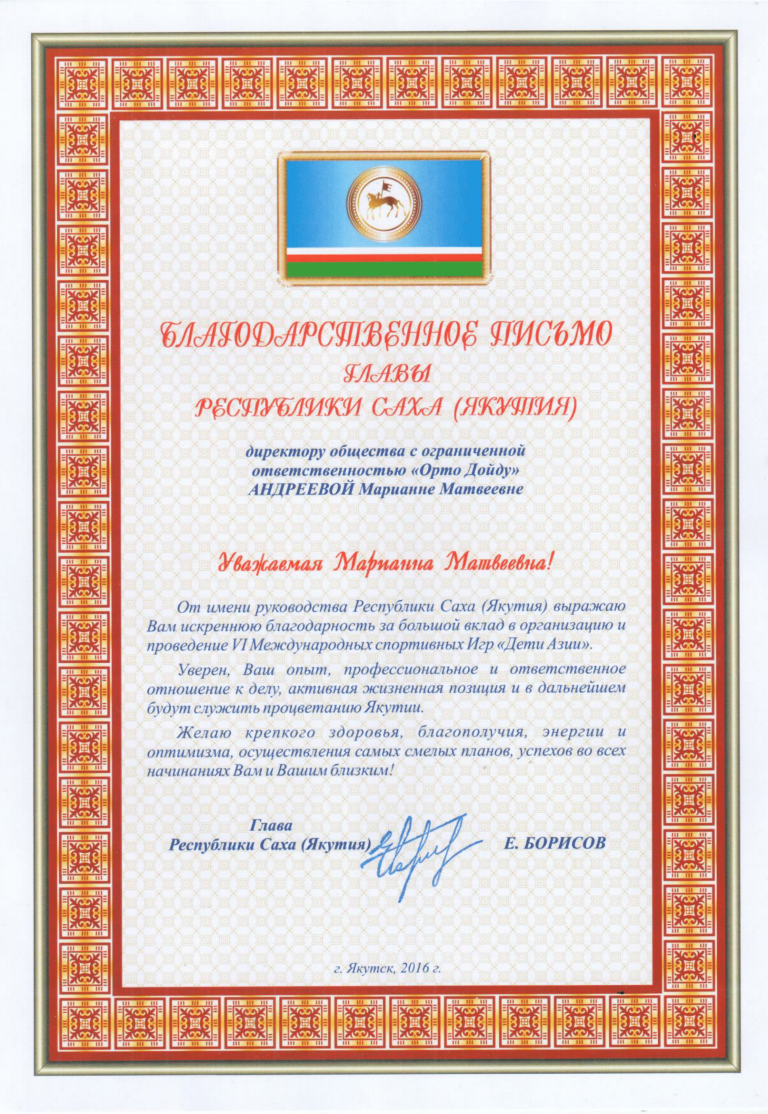 БЛАГОДАРСТВЕННОЕ ПИСЬМО
ГЛАВЫ
РЕСПУБЛИКИ САХА (ЯКУТИЯ)
директору общества с ограниченной
ответственностью «Орто Дойду»
АНДРЕЕВОЙ Марианне Матвеевне
Уважаемая Марианна Матвеевна!
От имени руководства Республики Саха (Якутия) выражаю
Вам искреннюю благодарность за большой вклад в организацию и
проведение VI Международных спортивных Игр «Дети Азии».
Уверен, Ваш опыт, профессиональное и ответственное
отношение к делу, активная жизненная позиция и в дальнейшем
будут служить процветанию Якутии.
Желаю крепкого здоровья, благополучия, энергии и
оптимизма, осуществления самых смелых планов, успехов во всех
начинаниях Вам и Вашим близким!
Глава
Республики Саха (Якутия) Е. БОРИСОВ
г. Якутск, 2016 г.